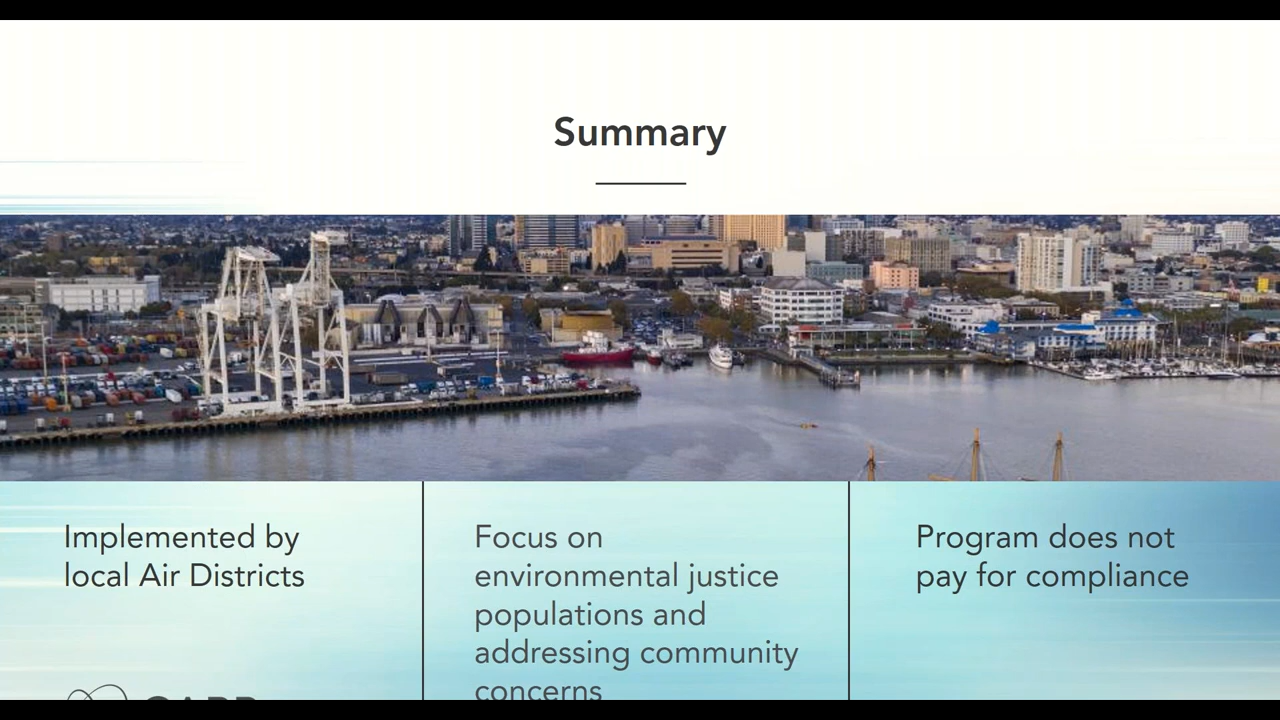 Summary
Implemented by
local Air Districts
Focus on
environmental justice
populations and
addressing community
concerns
Program does not
pay for compliance